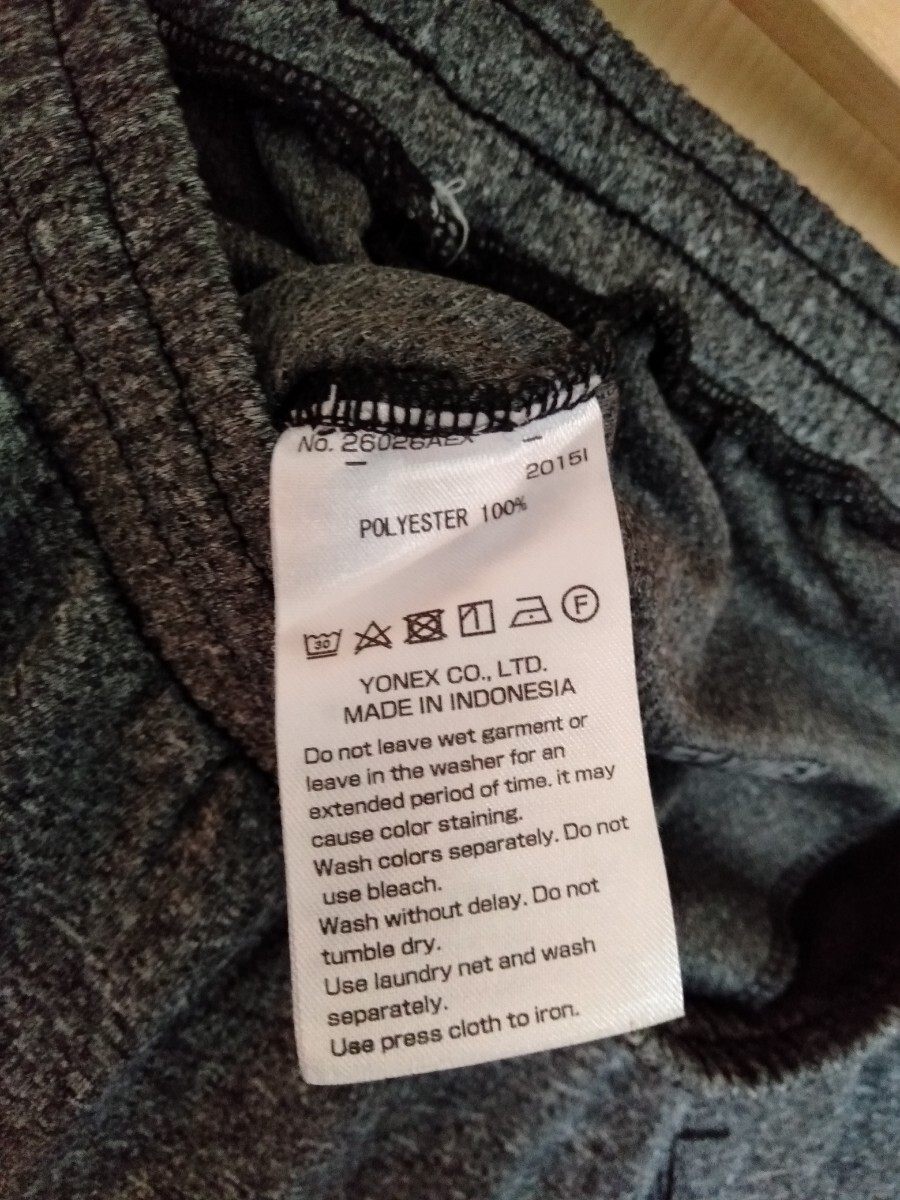 No. 26026AEX
2015I
POLYESTER 100%
30
F
YONEX CO., LTD.
MADE IN INDONESIA
Do not leave wet garment or
leave in the washer for an
extended period of time. it may
cause color staining.
Wash colors separately. Do not
use bleach.
Wash without delay. Do not
tumble dry.
Use laundry net and wash
separately.
Use press cloth to iron.